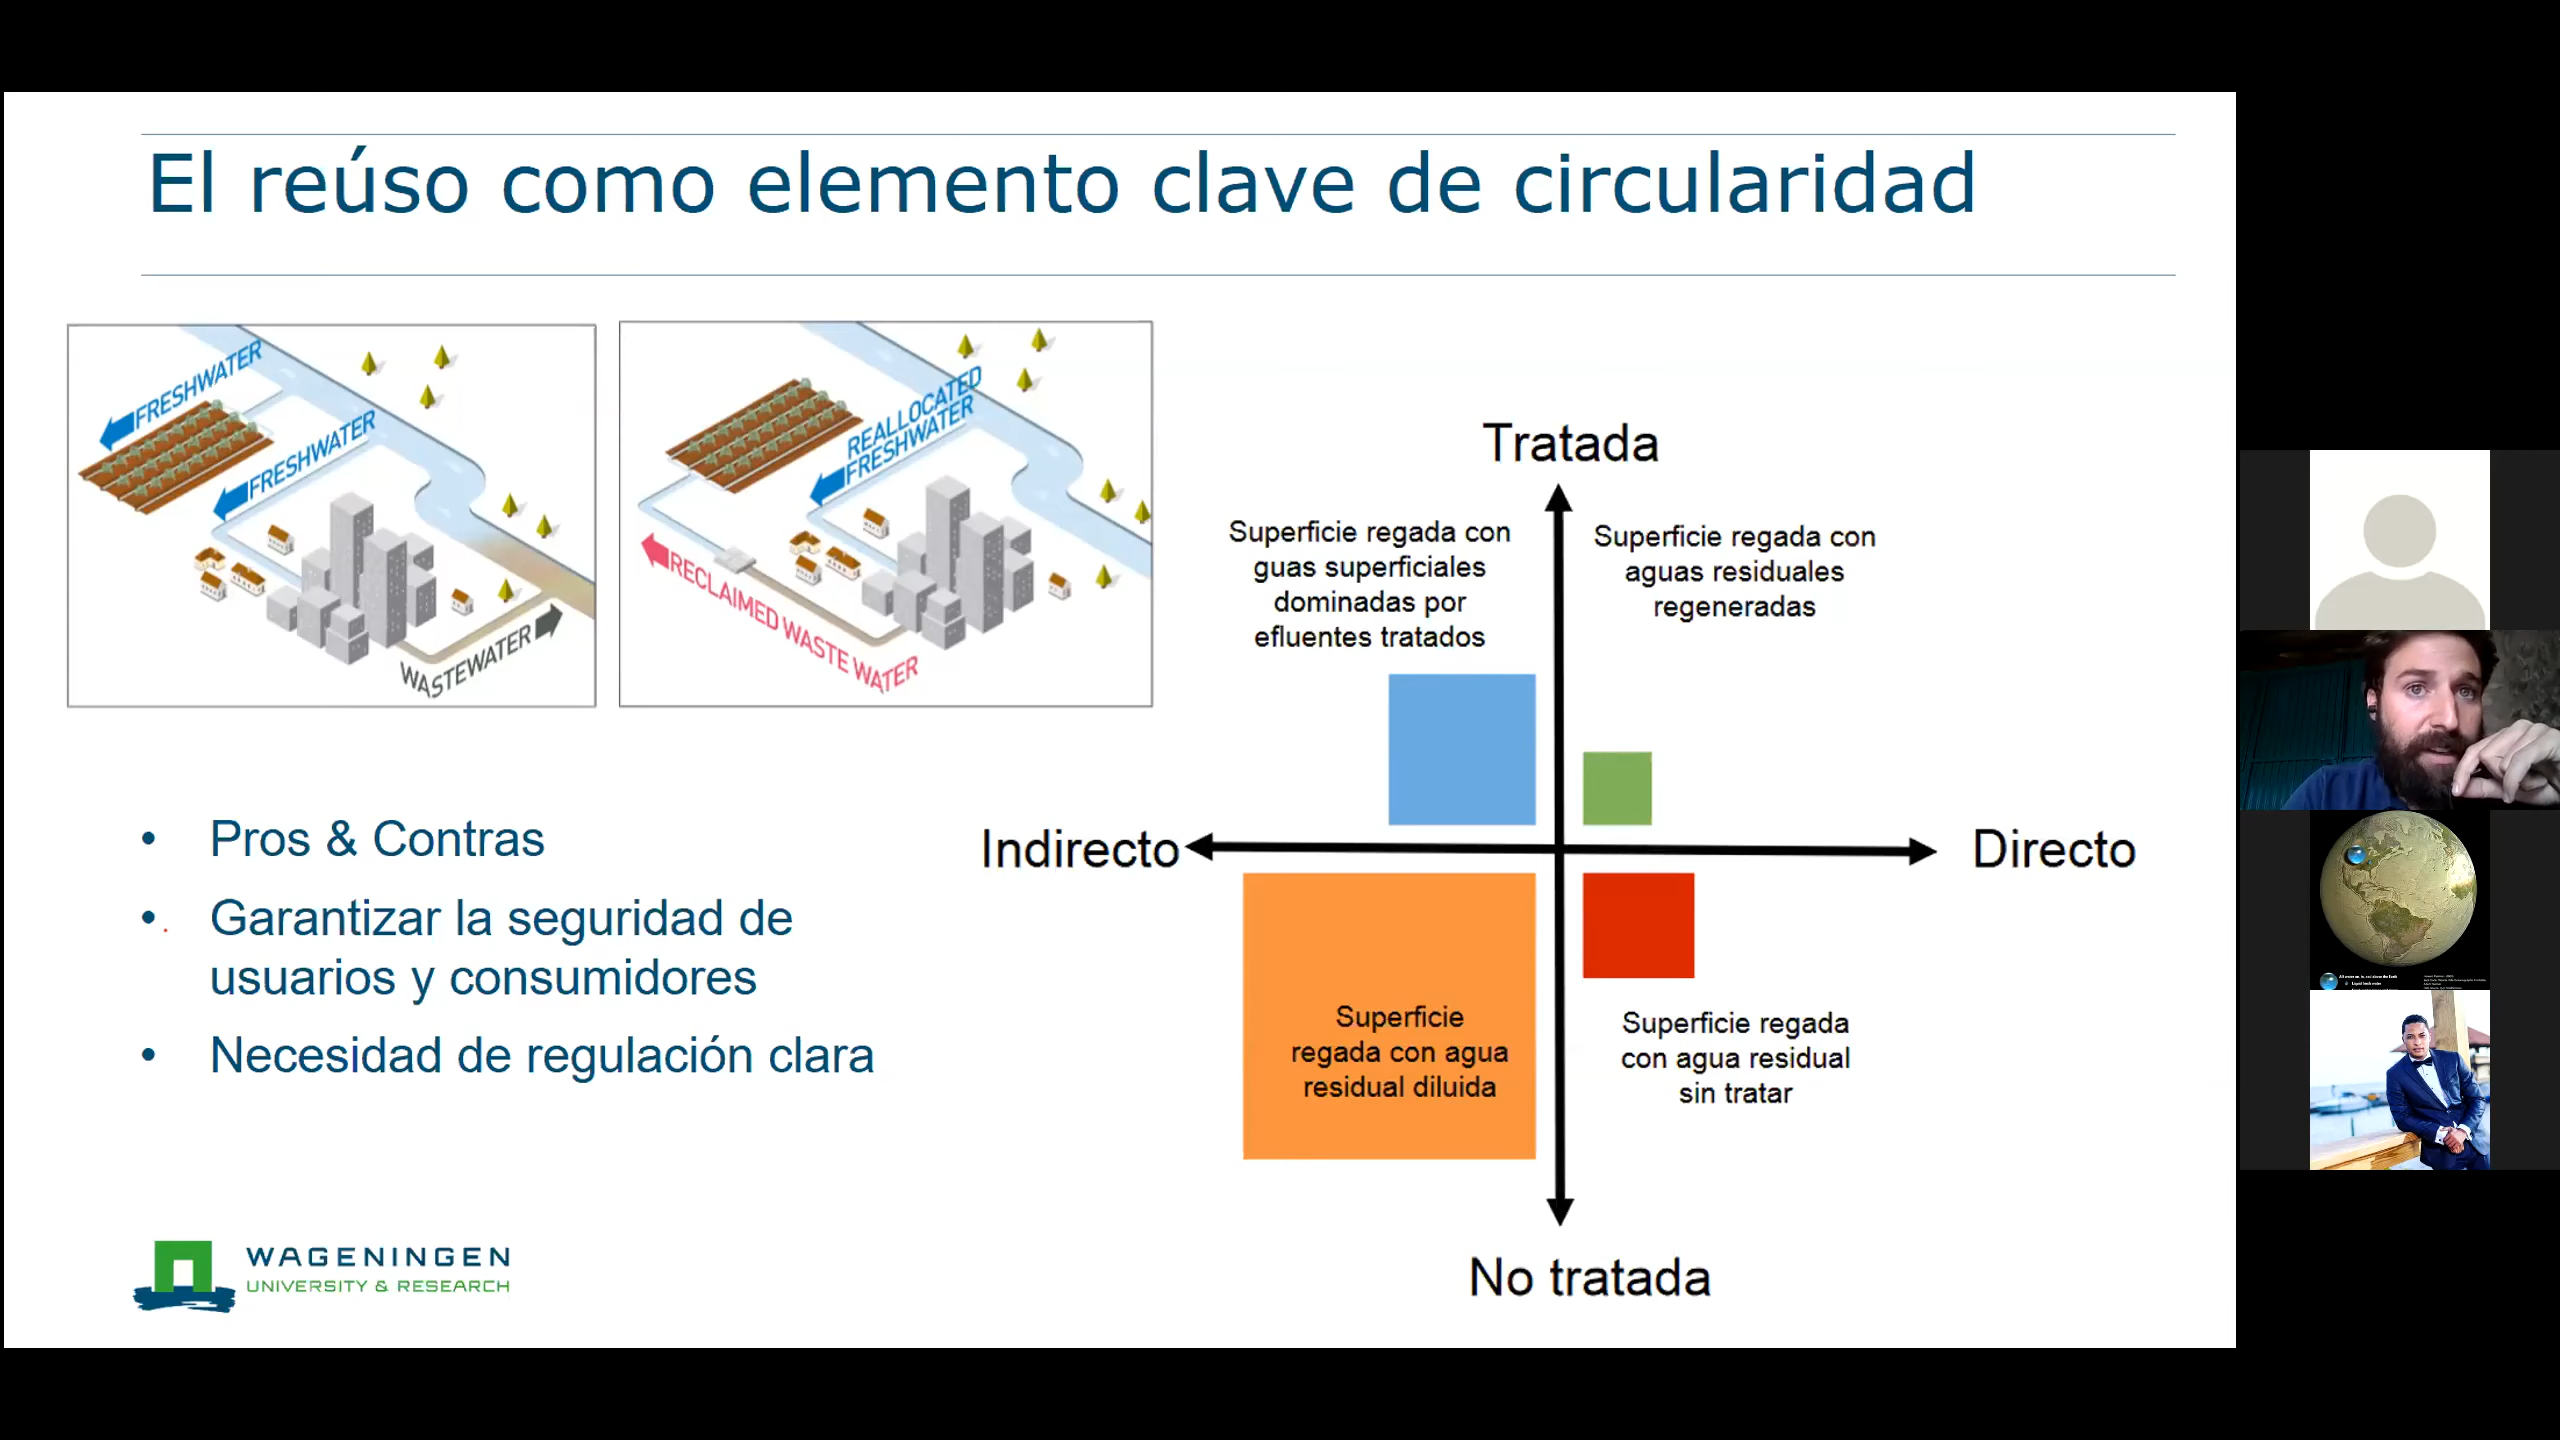 El reúso como elemento clave de circularidad
FRESHWATER
FRESHWATER
WASTEWATER
REALLOCATED
FRESHWATER
RECLAIMED WASTE WATER
• Pros & Contras
• Garantizar la seguridad de
usuarios y consumidores
• Necesidad de regulación clara
Tratada
Superficie regada con
guas superficiales
dominadas por
efluentes tratados
Superficie regada con
aguas residuales
regeneradas
Indirecto
Directo
Superficie
regada con agua
residual diluida
Superficie regada
con agua residual
sin tratar
No tratada
WAGENINGEN
UNIVERSITY & RESEARCH